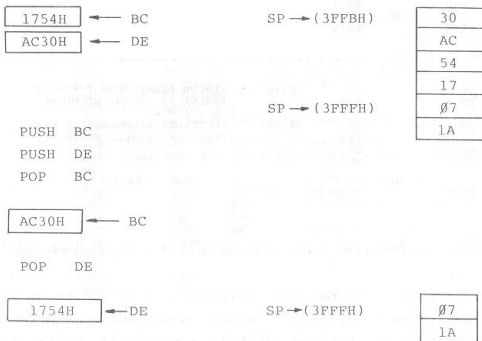 1754H ← BC SP → (3FFBH) 30
AC30H ← DE AC
54
17
SP → (3FFFH) Ø7
1A
PUSH BC
PUSH DE
POP BC
AC30H ← BC
POP DE
1754H ← DE SP → (3FFFH) Ø7
1A